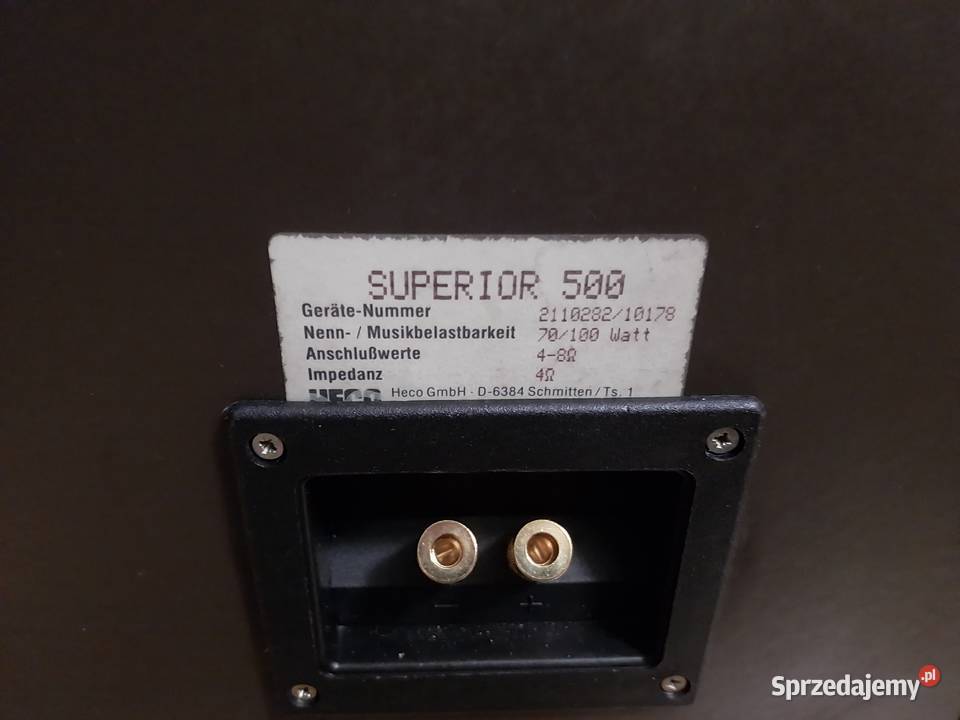 SUPERIOR 500
Geräte-Nummer 2110282/10178
Nenn- / Musikbelastbarkeit 70/100 Watt
Anschlußwerte 4-8Ω
Impedanz 4Ω
HECO Heco GmbH · D-6384 Schmitten/Ts. 1
− +
Sprzedajemy.pl